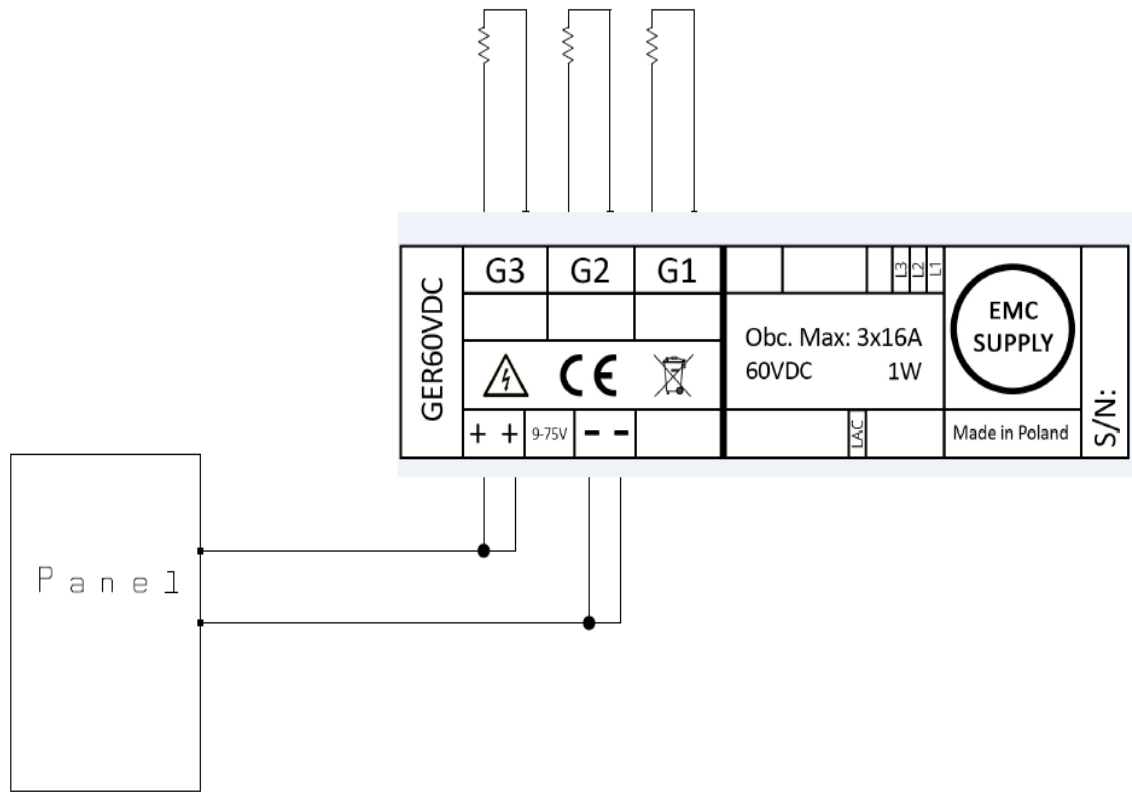 GER60VDC
G3 G2 G1
L3 L2 L1
Obc. Max: 3x16A
60VDC 1W
EMC
SUPPLY
CE
+ + 9-75V - -
LAC
Made in Poland
S/N:
Panel